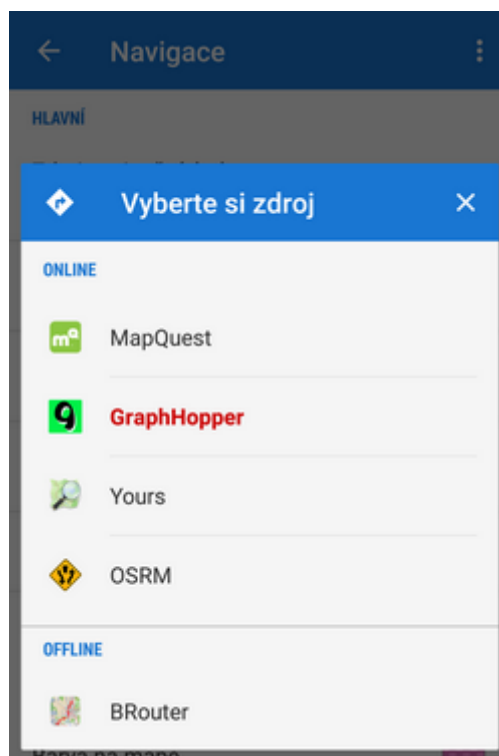 Navigace
HLAVNÍ
Vyberte si zdroj
ONLINE
MapQuest
GraphHopper
Yours
OSRM
OFFLINE
BRouter